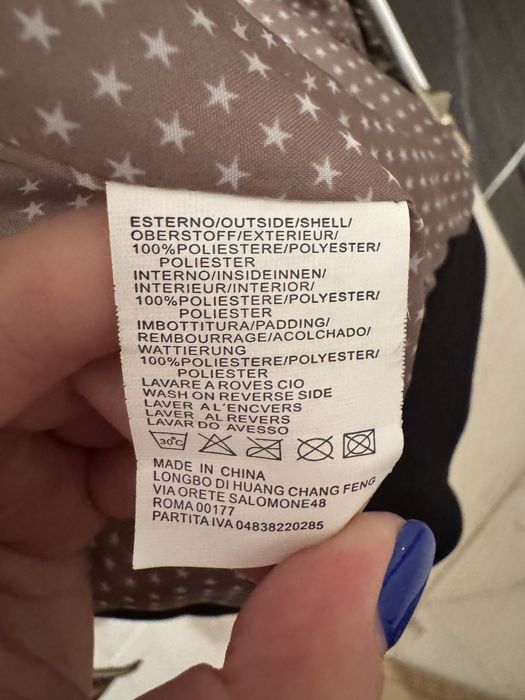 ESTERNO/OUTSIDE/SHELL/
OBERSTOFF/EXTERIEUR/
100%POLIESTERE/POLYESTER/
POLIESTER
INTERNO/INSIDEINNEN/
INTERIEUR/INTERIOR/
100%POLIESTERE/POLYESTER/
POLIESTER
IMBOTTITURA/PADDING/
REMBOURRAGE/ACOLCHADO/
WATTIERUNG
100%POLIESTERE/POLYESTER/
POLIESTER
LAVARE A ROVES CIO
WASH ON REVERSE SIDE
LAVER A L'ENCVERS
LAVER AL REVERS
LAVAR DO AVESSO
30°C
MADE IN CHINA
LONGBO DI HUANG CHANG FENG
VIA ORETE SALOMONE48
ROMA 00177
PARTITA IVA 04838220285